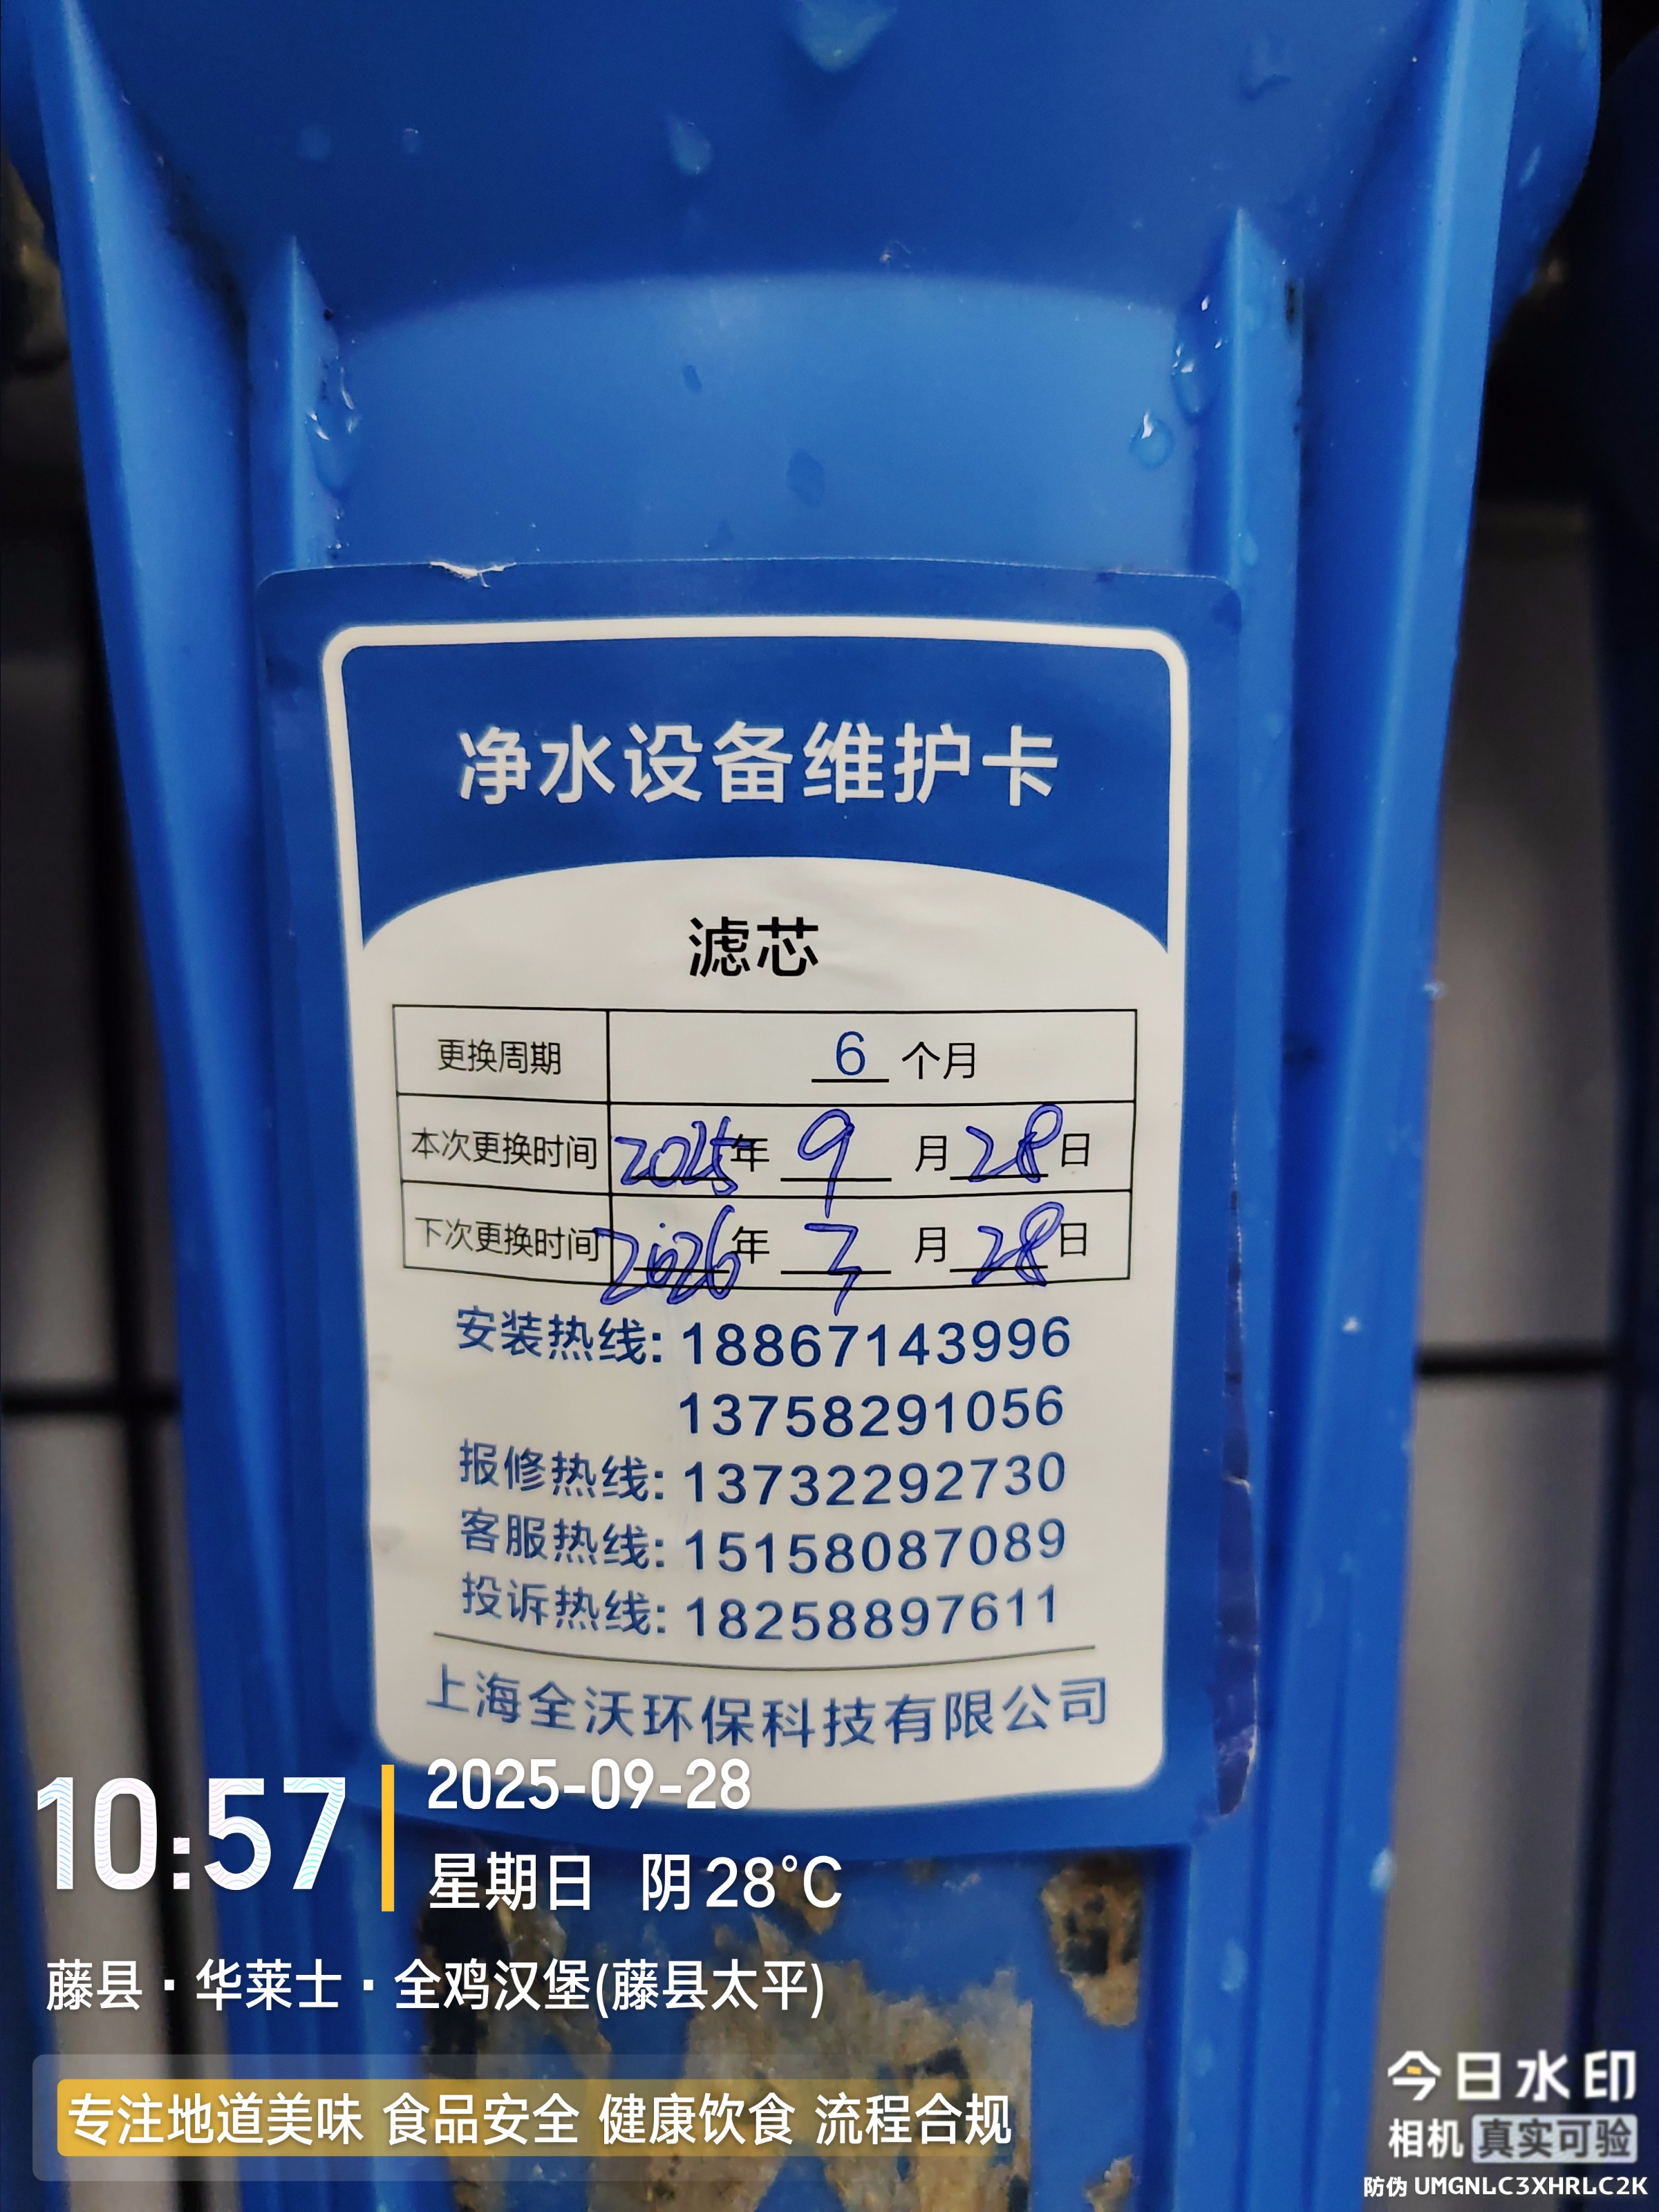 净水设备维护卡
滤芯
更换周期 6 个月
本次更换时间 2025年 9 月 28 日
下次更换时间 2026年 3 月 28 日
安装热线: 18867143996
13758291056
报修热线: 13732292730
客服热线: 15158087089
投诉热线: 18258897611
上海全沃环保科技有限公司
10:57
2025-09-28
星期日 阴 28°C
藤县·华莱士·全鸡汉堡(藤县太平)
专注地道美味 食品安全 健康饮食 流程合规
今日水印
相机 真实可验
防伪 UMGNLC3XHRLC2K